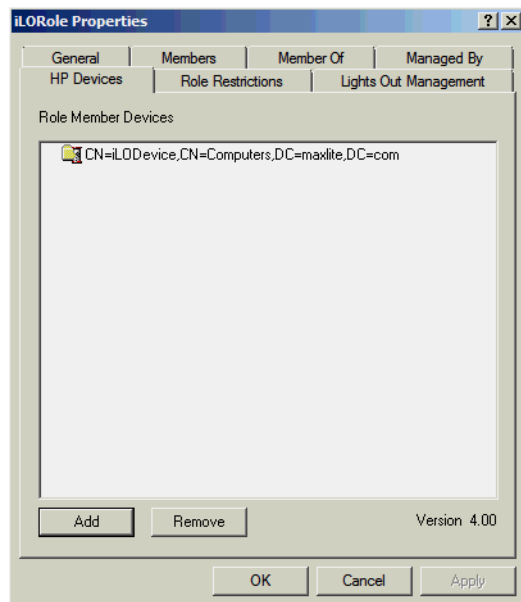 iLORole Properties
? ×
General Members Member Of Managed By
HP Devices Role Restrictions Lights Out Management
Role Member Devices
CN=iLODevice,CN=Computers,DC=maxlite,DC=com
Add Remove Version 4.00
OK Cancel Apply